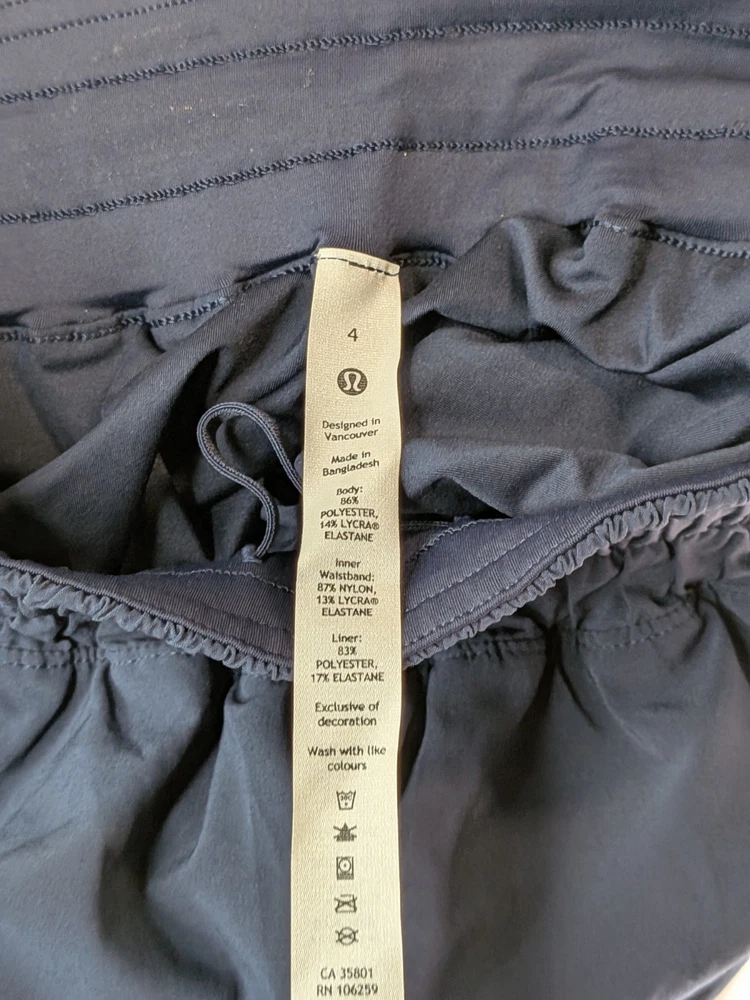 4
Designed in
Vancouver
Made in
Bangladesh
Body:
86%
POLYESTER,
14% LYCRA®
ELASTANE
Inner
Waistband:
87% NYLON,
13% LYCRA®
ELASTANE
Liner:
83%
POLYESTER,
17% ELASTANE
Exclusive of
decoration
Wash with like
colours
CA 35801
RN 106259